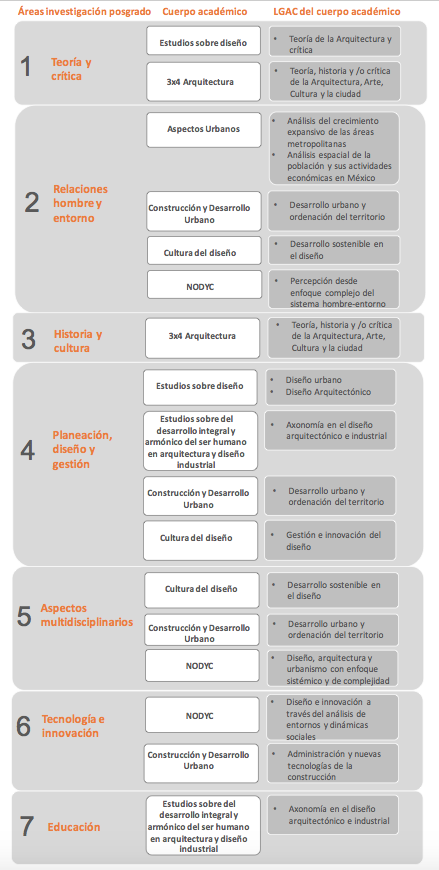 Áreas investigación posgrado Cuerpo académico LGAC del cuerpo académico
1 Teoría y
crítica
Estudios sobre diseño
• Teoría de la Arquitectura y
crítica
3x4 Arquitectura
• Teoría, historia y /o crítica
de la Arquitectura, Arte,
Cultura y la ciudad
2 Relaciones
hombre y
entorno
Aspectos Urbanos
• Análisis del crecimiento
expansivo de las áreas
metropolitanas
• Análisis espacial de la
población y sus actividades
económicas en México
Construcción y Desarrollo
Urbano
• Desarrollo urbano y
ordenación del territorio
Cultura del diseño
• Desarrollo sostenible en
el diseño
NODYC
• Percepción desde
enfoque complejo del
sistema hombre-entorno
3 Historia y
cultura
3x4 Arquitectura
• Teoría, historia y /o crítica
de la Arquitectura, Arte,
Cultura y la ciudad
4 Planeación,
diseño y
gestión
Estudios sobre diseño
• Diseño urbano
• Diseño Arquitectónico
Estudios sobre del
desarrollo integral y
armónico del ser humano
en arquitectura y diseño
industrial
• Axonomía en el diseño
arquitectónico e industrial
Construcción y Desarrollo
Urbano
• Desarrollo urbano y
ordenación del territorio
Cultura del diseño
• Gestión e innovación del
diseño
5 Aspectos
multidisciplinarios
Cultura del diseño
• Desarrollo sostenible en
el diseño
Construcción y Desarrollo
Urbano
• Desarrollo urbano y
ordenación del territorio
NODYC
• Diseño, arquitectura y
urbanismo con enfoque
sistémico y de complejidad
6 Tecnología e
innovación
NODYC
• Diseño e innovación a
través del análisis de
entornos y dinámicas
sociales
Construcción y Desarrollo
Urbano
• Administración y nuevas
tecnologías de la
construcción
7 Educación
Estudios sobre del
desarrollo integral y
armónico del ser humano
en arquitectura y diseño
industrial
• Axonomía en el diseño
arquitectónico e industrial